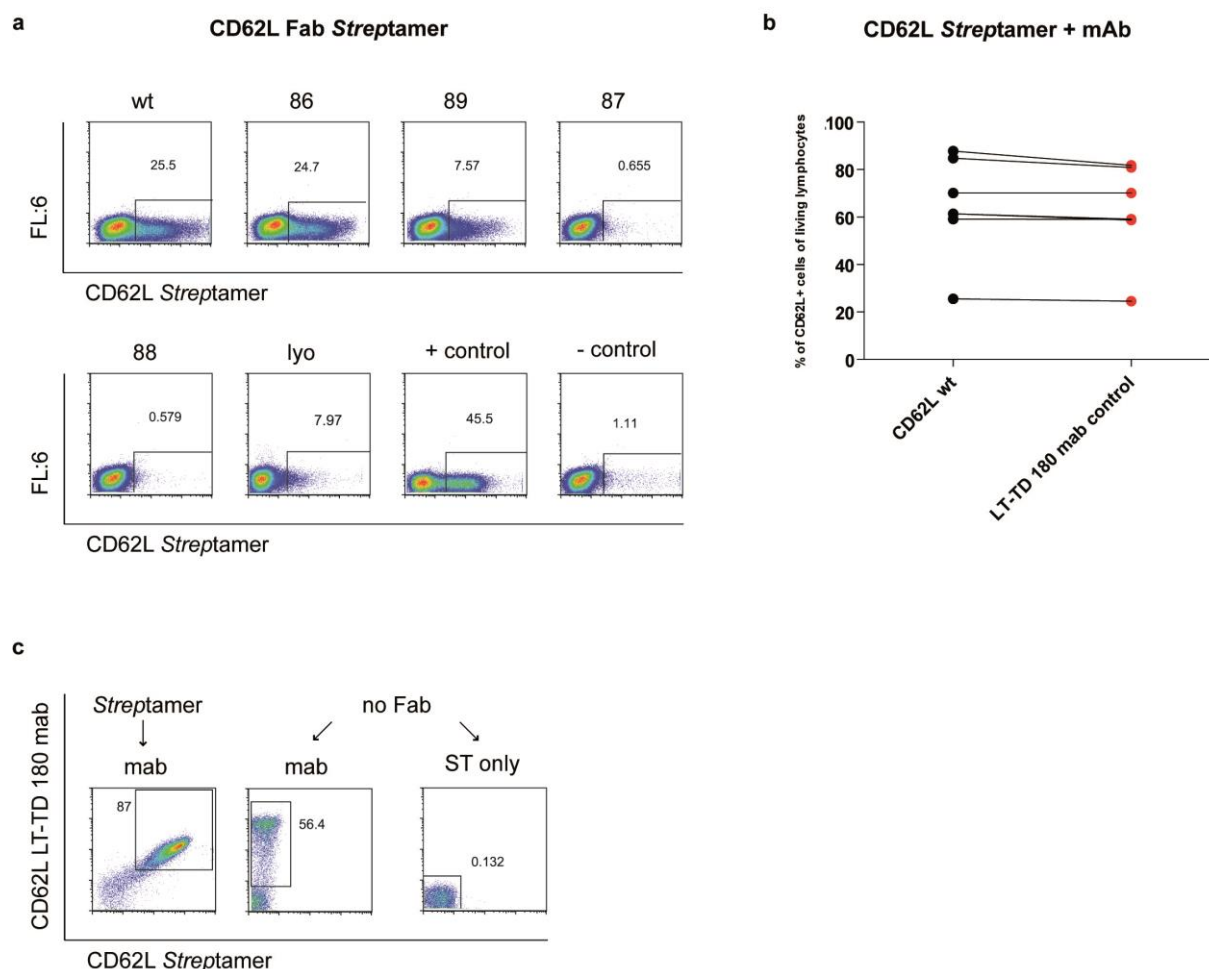 a
CD62L Fab Streptamer
wt 86 89 87
25.5 24.7 7.57 0.655
FL:6
CD62L Streptamer
88 lyo + control - control
0.579 7.97 45.5 1.11
FL:6
CD62L Streptamer
b
CD62L Streptamer + mAb
% of CD62L+ cells of living lymphocytes
.100
80
60
40
20
0
CD62L wt
LT-TD 180 mab control
c
CD62L LT-TD 180 mab
Streptamer no Fab
mab mab ST only
87 56.4 0.132
CD62L Streptamer